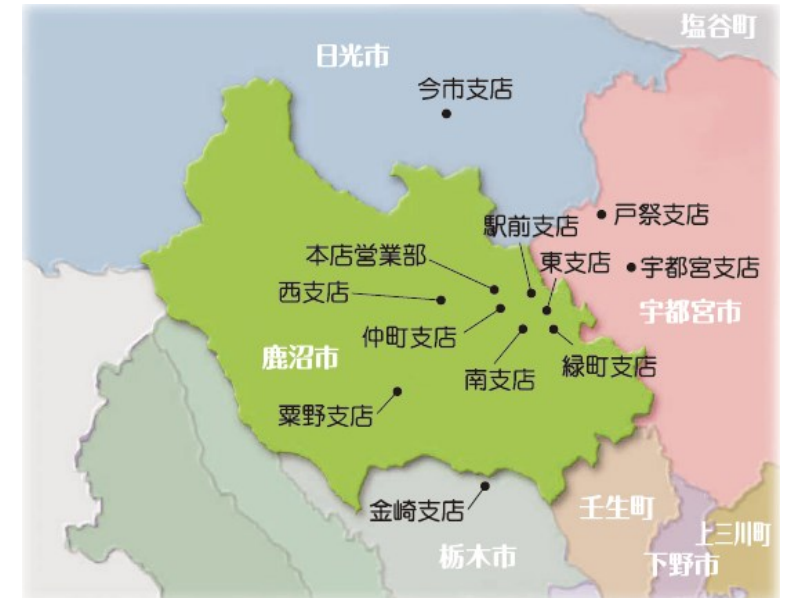 塩谷町
日光市
今市支店
戸祭支店
駅前支店
本店営業部
東支店
宇都宮支店
西支店
宇都宮市
仲町支店
鹿沼市
緑町支店
南支店
粟野支店
金崎支店
壬生町
上三川町
栃木市
下野市